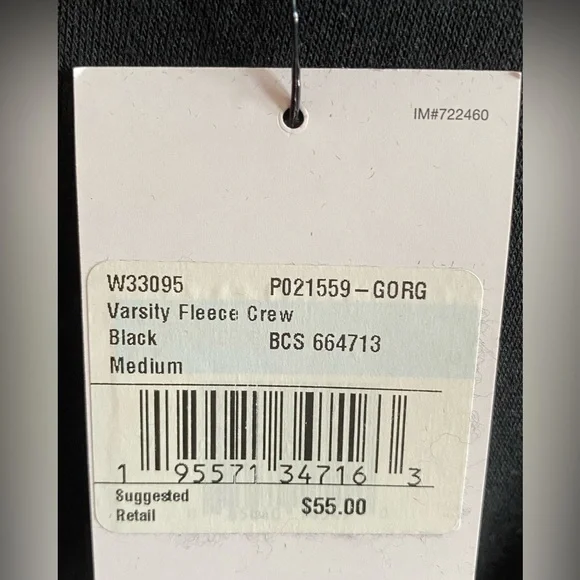 IM#722460
W33095 P021559-GORG
Varsity Fleece Crew
Black BCS 664713
Medium
1 95571 34716 3
Suggested
Retail $55.00